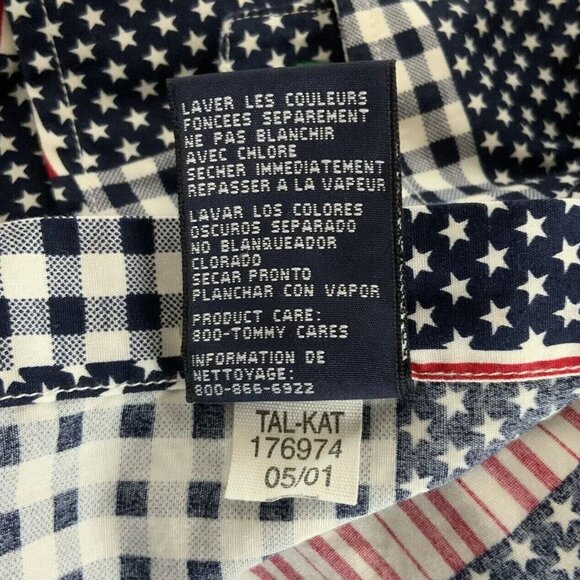 LAVER LES COULEURS
FONCEES SEPAREMENT
NE PAS BLANCHIR
AVEC CHLORE
SECHER IMMEDIATEMENT
REPASSER A LA VAPEUR
LAVAR LOS COLORES
OSCUROS SEPARADO
NO BLANQUEADOR
CLORADO
SECAR PRONTO
PLANCHAR CON VAPOR
PRODUCT CARE:
800-TOMMY CARES
INFORMATION DE
NETTOYAGE:
800-866-6922
TAL-KAT
176974
05/01